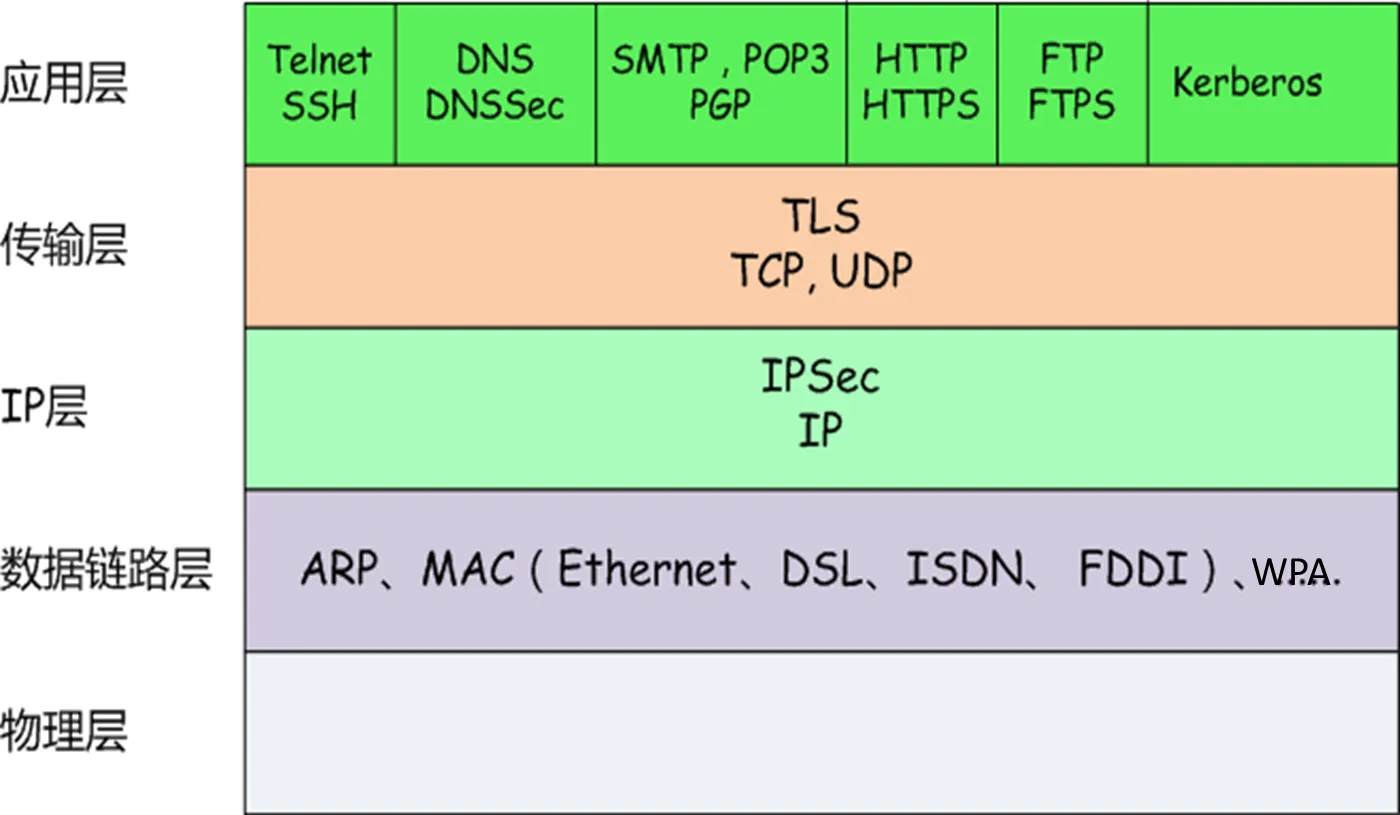 应用层
Telnet
SSH
DNS
DNSSec
SMTP , POP3
PGP
HTTP
HTTPS
FTP
FTPS
Kerberos
传输层
TLS
TCP, UDP
IP层
IPSec
IP
数据链路层
ARP、MAC（Ethernet、DSL、ISDN、 FDDI）、WPA
物理层